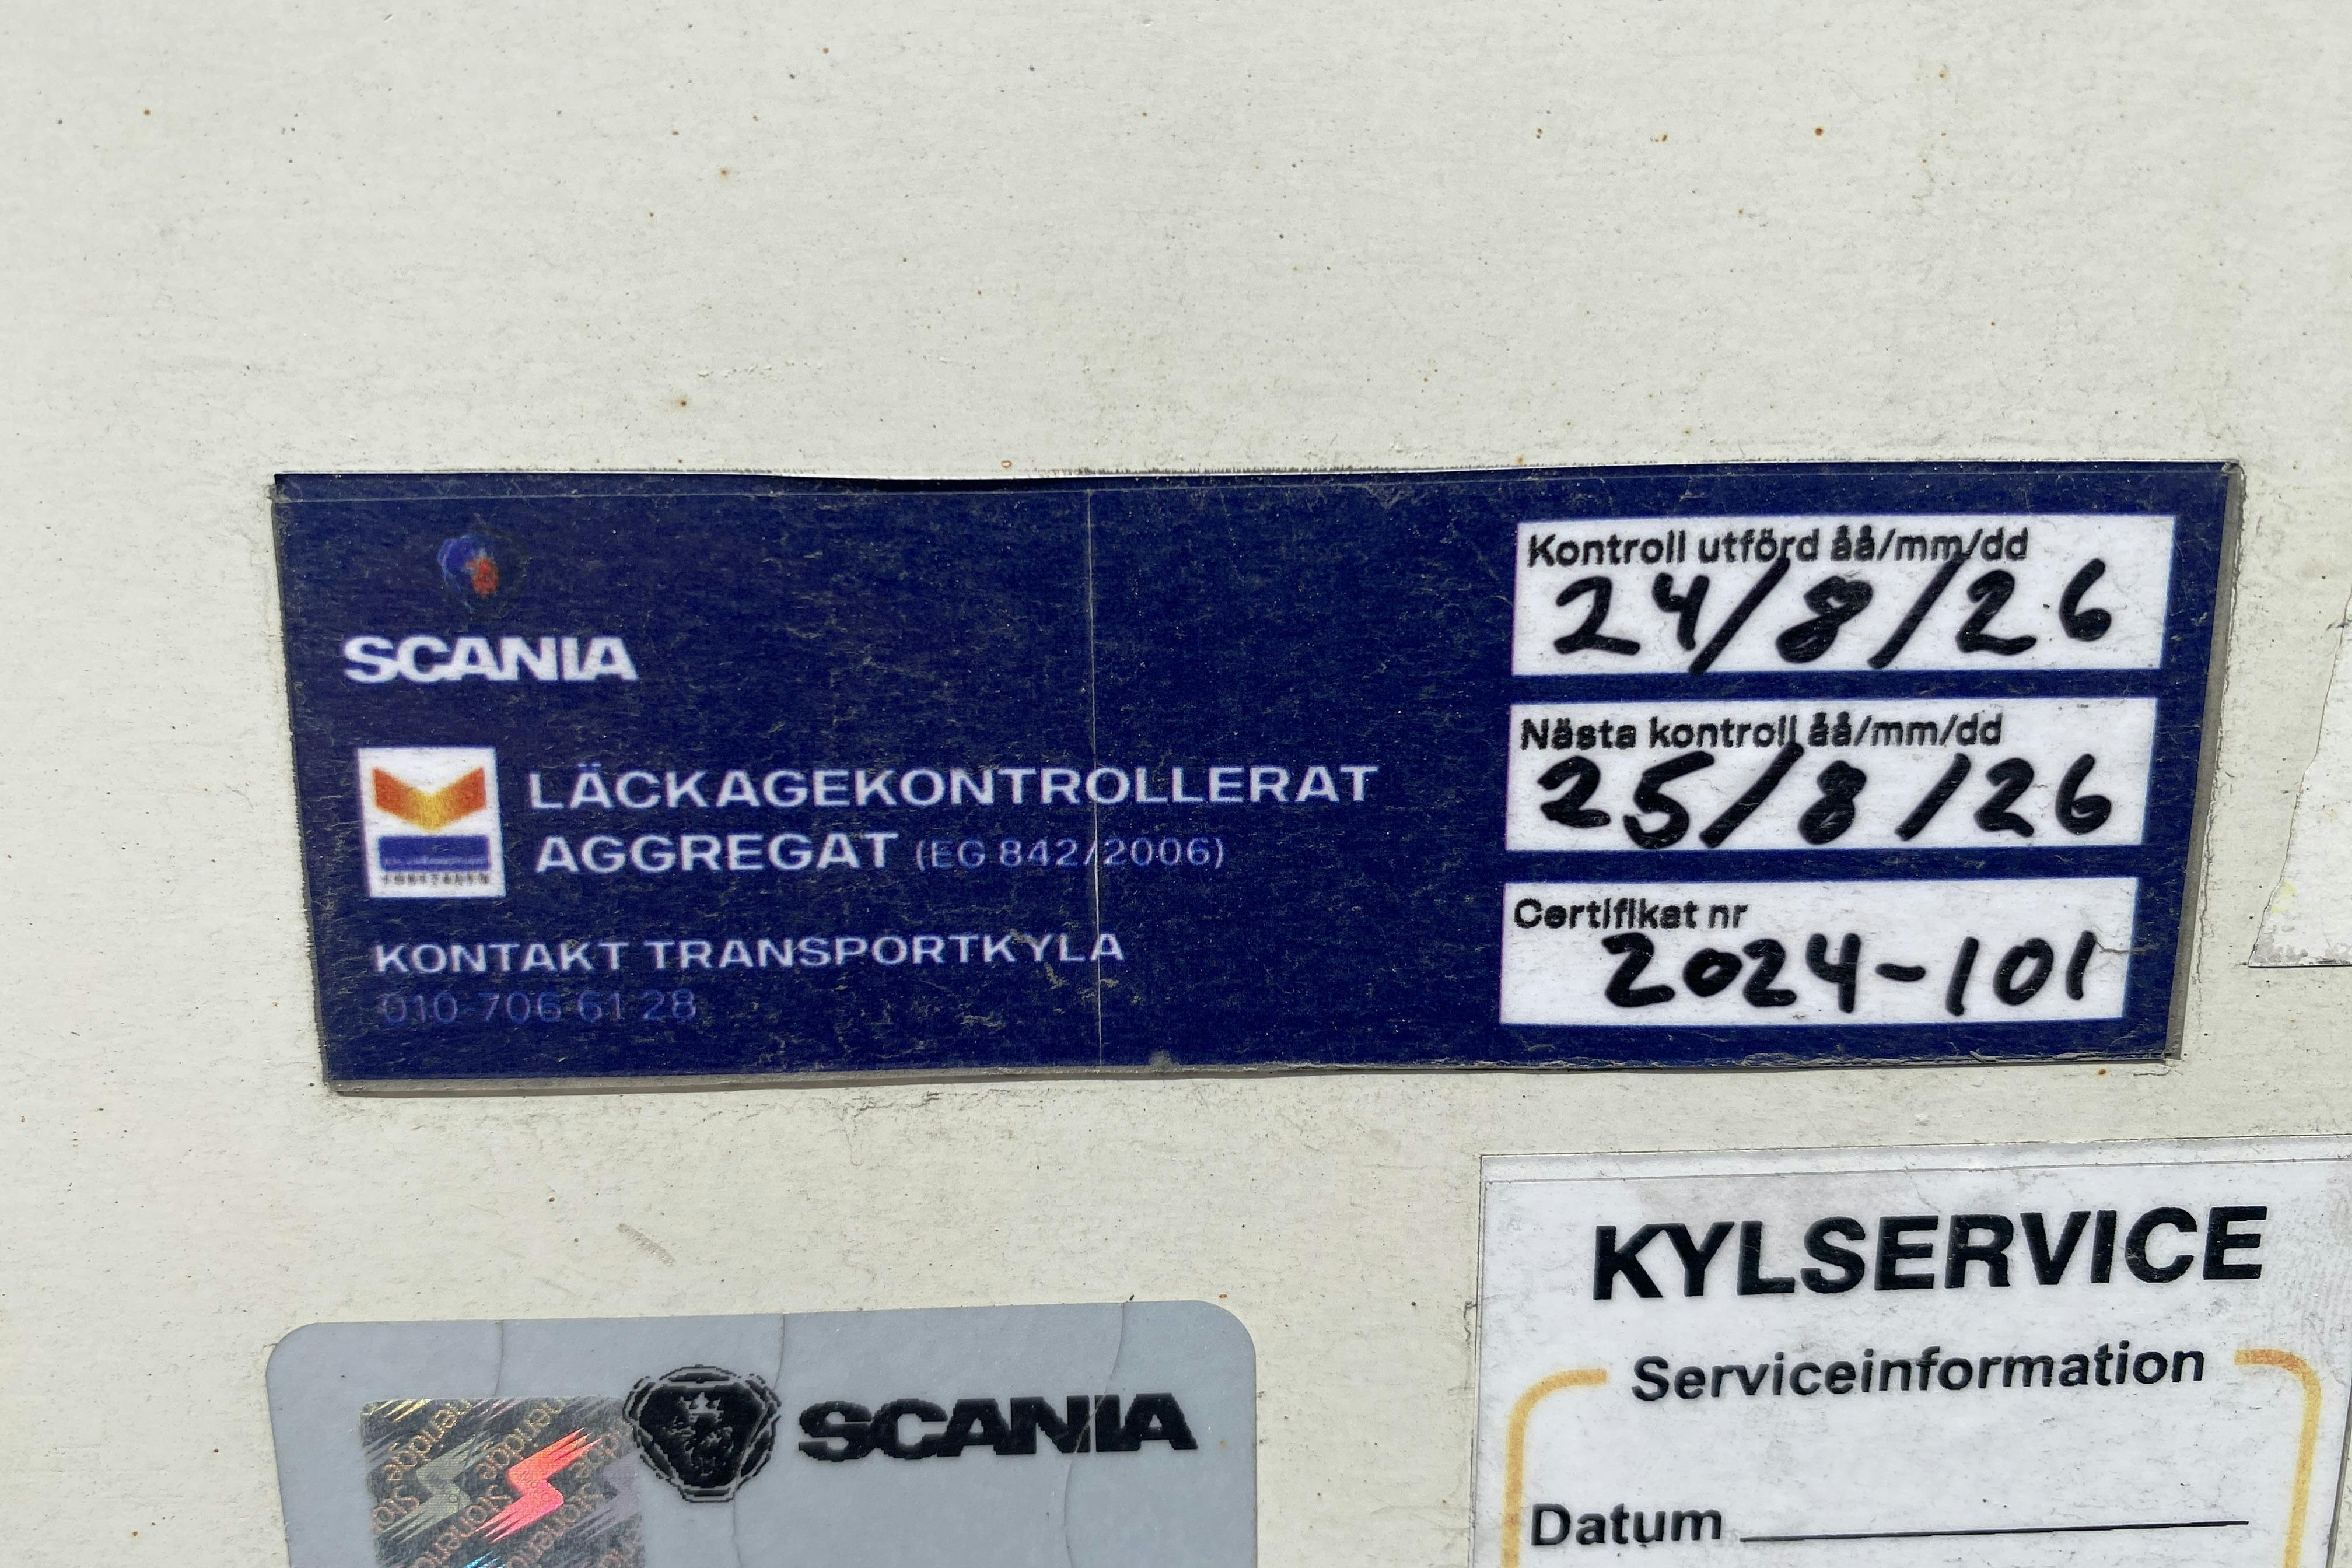 SCANIA
LÄCKAGEKONTROLLERAT
AGGREGAT (EG 842/2006)
KONTAKT TRANSPORTKYLA
010-706 61 28
Kontroll utförd åå/mm/dd
24/8/26
Nästa kontroll åå/mm/dd
25/8/26
Certifikat nr
2024-101
SCANIA
KYLSERVICE
Serviceinformation
Datum